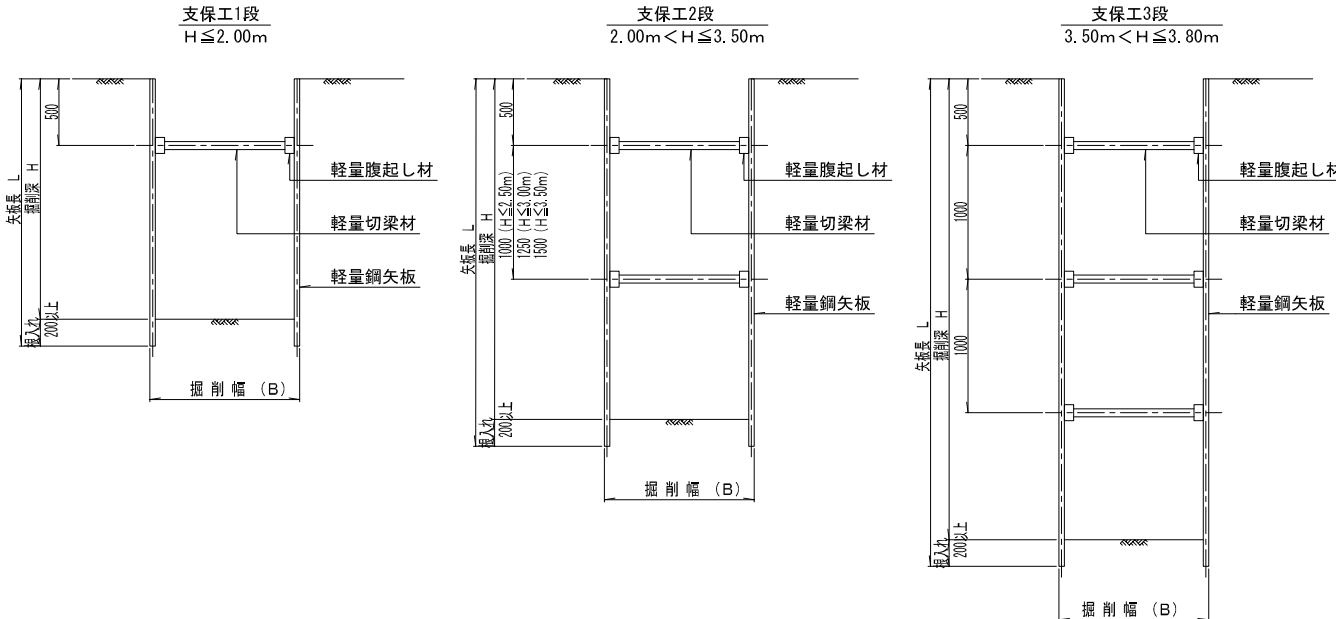 支保工1段
H≦2.00m
500
矢板長 L
掘削深 H
根入れ
200以上
軽量腹起し材
軽量切梁材
軽量鋼矢板
掘削幅 (B)
支保工2段
2.00m<H≦3.50m
500
1000 (H≦2.50m)
1250 (H≦3.00m)
1500 (H≦3.50m)
矢板長 L
掘削深 H
根入れ
200以上
軽量腹起し材
軽量切梁材
軽量鋼矢板
掘削幅 (B)
支保工3段
3.50m<H≦3.80m
500
1000
1000
矢板長 L
掘削深 H
根入れ
200以上
軽量腹起し材
軽量切梁材
軽量鋼矢板
掘削幅 (B)